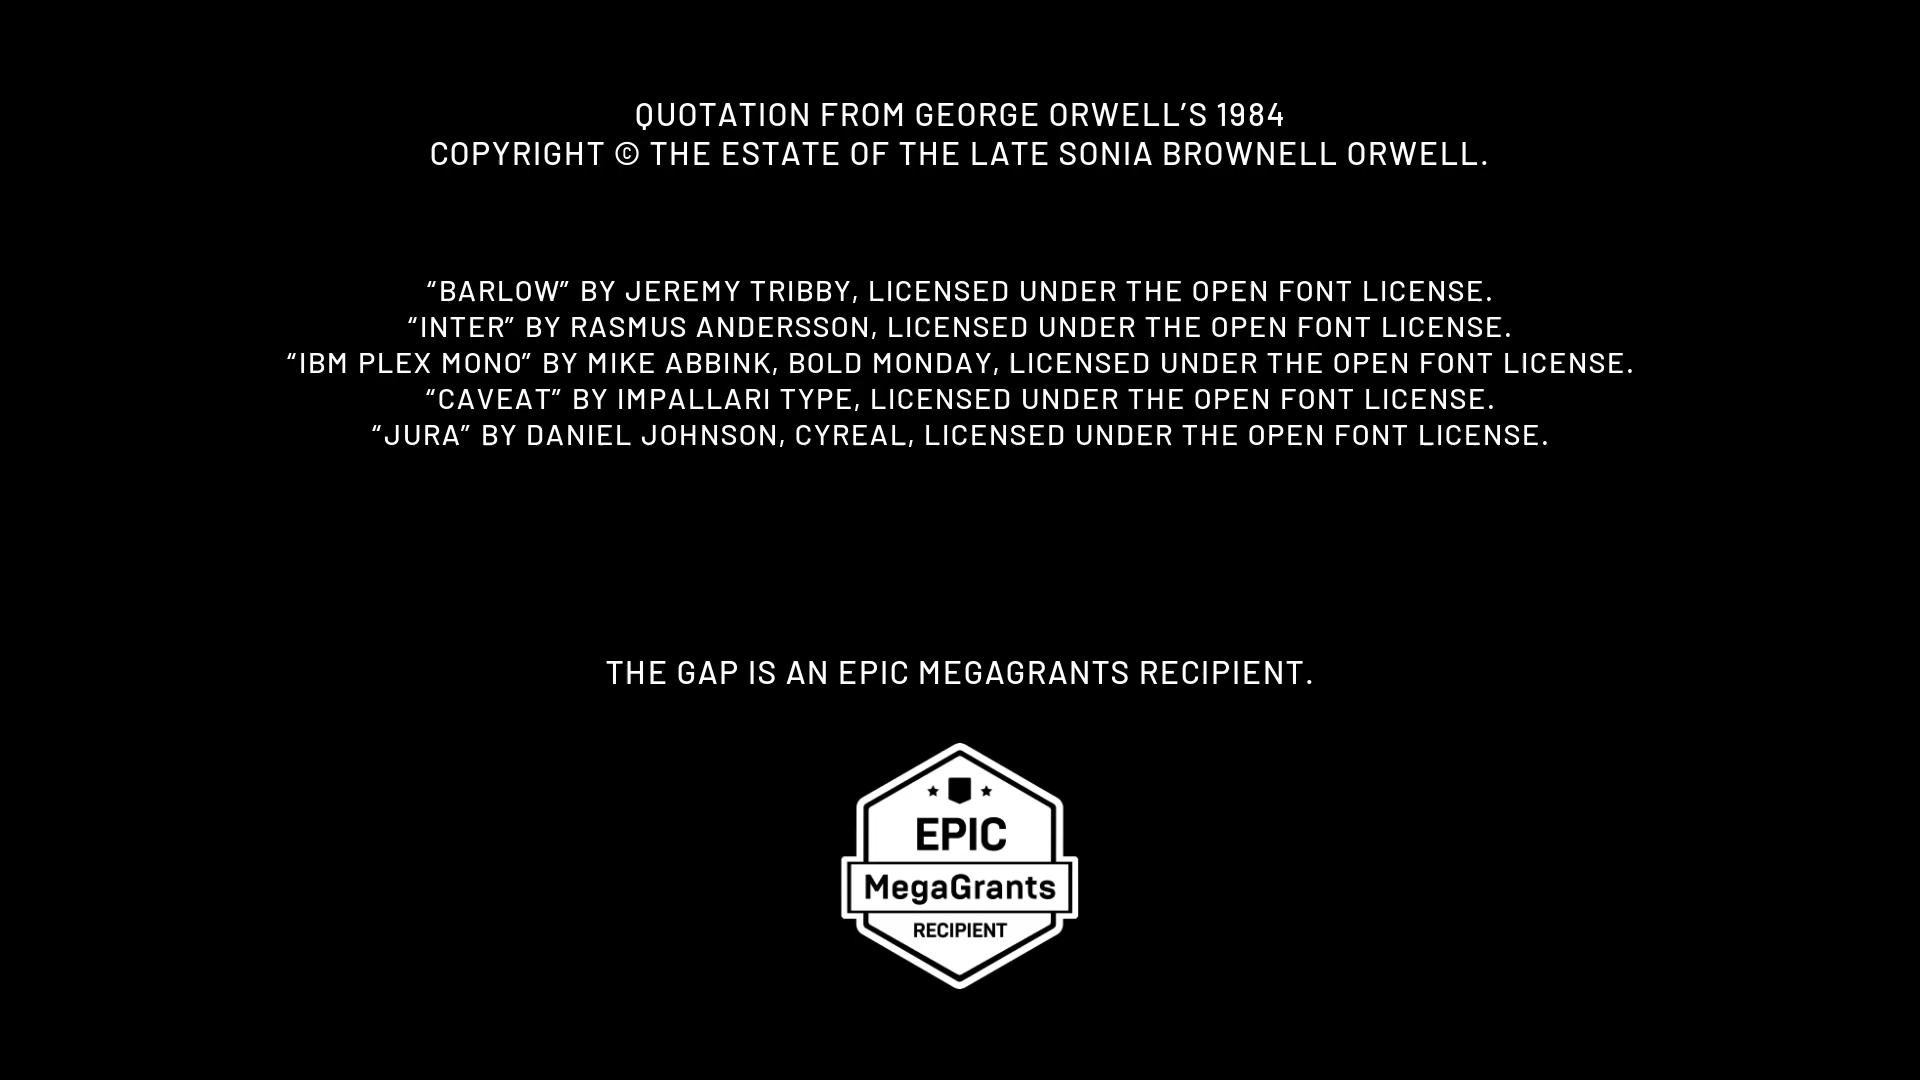 QUOTATION FROM GEORGE ORWELL’S 1984
COPYRIGHT © THE ESTATE OF THE LATE SONIA BROWNELL ORWELL.
“BARLOW” BY JEREMY TRIBBY, LICENSED UNDER THE OPEN FONT LICENSE.
“INTER” BY RASMUS ANDERSSON, LICENSED UNDER THE OPEN FONT LICENSE.
“IBM PLEX MONO” BY MIKE ABBINK, BOLD MONDAY, LICENSED UNDER THE OPEN FONT LICENSE.
“CAVEAT” BY IMPALLARI TYPE, LICENSED UNDER THE OPEN FONT LICENSE.
“JURA” BY DANIEL JOHNSON, CYREAL, LICENSED UNDER THE OPEN FONT LICENSE.
THE GAP IS AN EPIC MEGAGRANTS RECIPIENT.
EPIC
MegaGrants
RECIPIENT